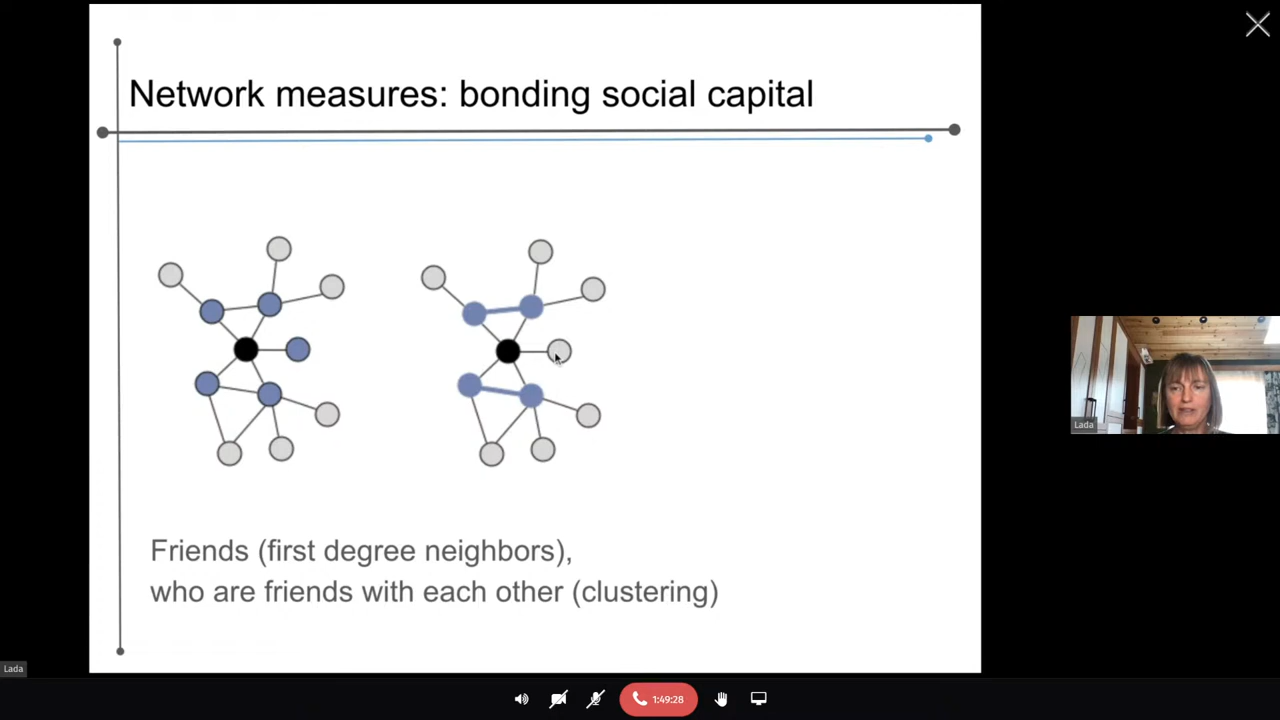 Network measures: bonding social capital
Friends (first degree neighbors),
who are friends with each other (clustering)
Lada
Lada
1:49:28